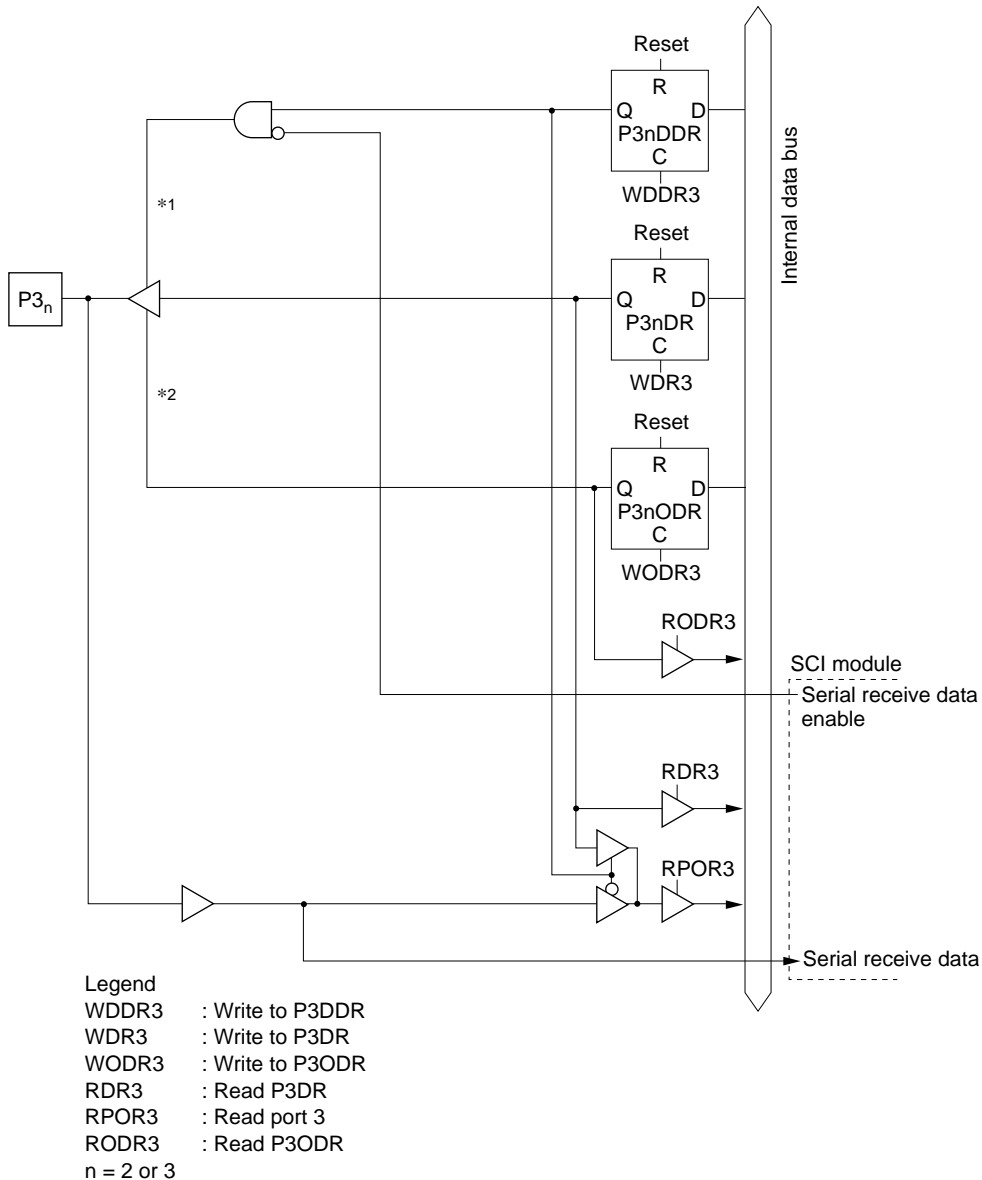 Reset
R
Q D
P3nDDR
C
WDDR3
Internal data bus
*1
Reset
R
P3n
Q D
P3nDR
C
WDR3
*2
Reset
R
Q D
P3nODR
C
WODR3
RODR3
SCI module
Serial receive data
enable
RDR3
RPOR3
Serial receive data
Legend
WDDR3 : Write to P3DDR
WDR3 : Write to P3DR
WODR3 : Write to P3ODR
RDR3 : Read P3DR
RPOR3 : Read port 3
RODR3 : Read P3ODR
n = 2 or 3